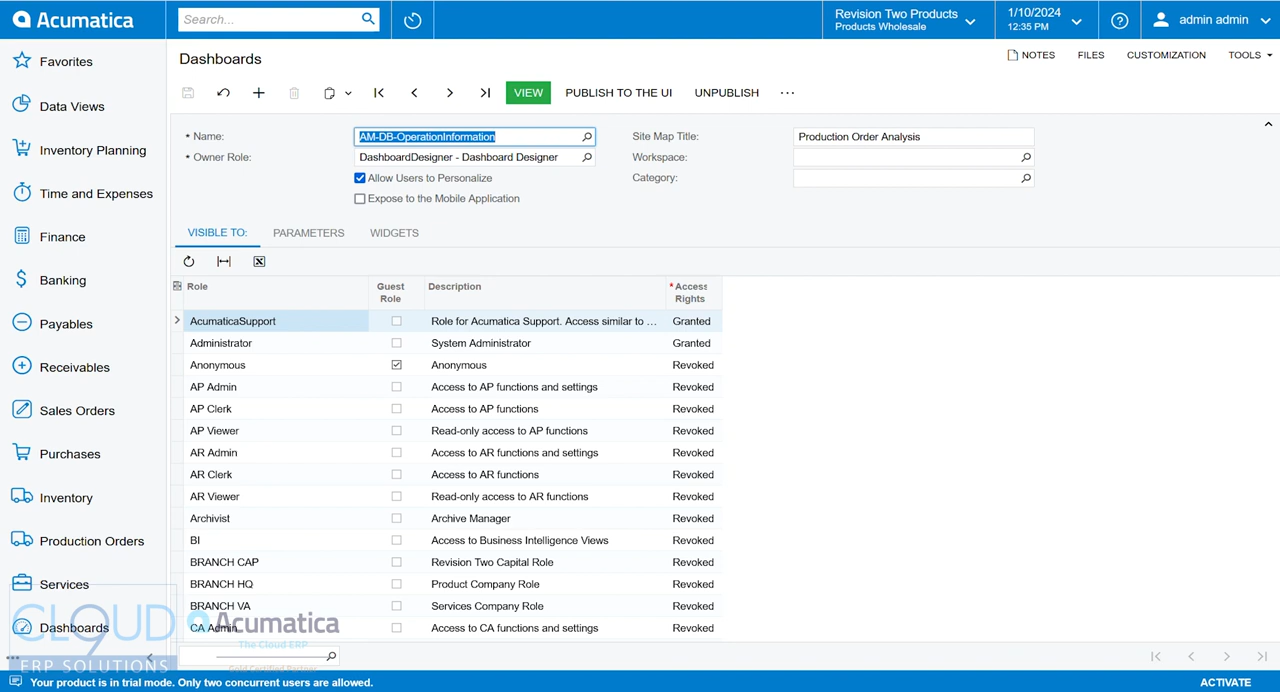 Acumatica
Search...
Revision Two Products
Products Wholesale
1/10/2024
12:35 PM
admin admin
Favorites
Data Views
Inventory Planning
Time and Expenses
Finance
Banking
Payables
Receivables
Sales Orders
Purchases
Inventory
Production Orders
Services
Dashboards
Dashboards
NOTES
FILES
CUSTOMIZATION
TOOLS
VIEW
PUBLISH TO THE UI
UNPUBLISH
* Name: AM-DB-OperationInformation
* Owner Role: DashboardDesigner - Dashboard Designer
Allow Users to Personalize
Expose to the Mobile Application
Site Map Title: Production Order Analysis
Workspace:
Category:
VISIBLE TO: PARAMETERS WIDGETS
Role Guest Role Description * Access Rights
AcumaticaSupport Role for Acumatica Support. Access similar to ... Granted
Administrator System Administrator Granted
Anonymous Anonymous Revoked
AP Admin Access to AP functions and settings Revoked
AP Clerk Access to AP functions Revoked
AP Viewer Read-only access to AP functions Revoked
AR Admin Access to AR functions and settings Revoked
AR Clerk Access to AR functions Revoked
AR Viewer Read-only access to AR functions Revoked
Archivist Archive Manager Revoked
BI Access to Business Intelligence Views Revoked
BRANCH CAP Revision Two Capital Role Revoked
BRANCH HQ Product Company Role Revoked
BRANCH VA Services Company Role Revoked
CA Admin Access to CA functions and settings Revoked
CLOUD 9
ERP SOLUTIONS
Acumatica
The Cloud ERP
Gold Certified Partner
Your product is in trial mode. Only two concurrent users are allowed.
ACTIVATE